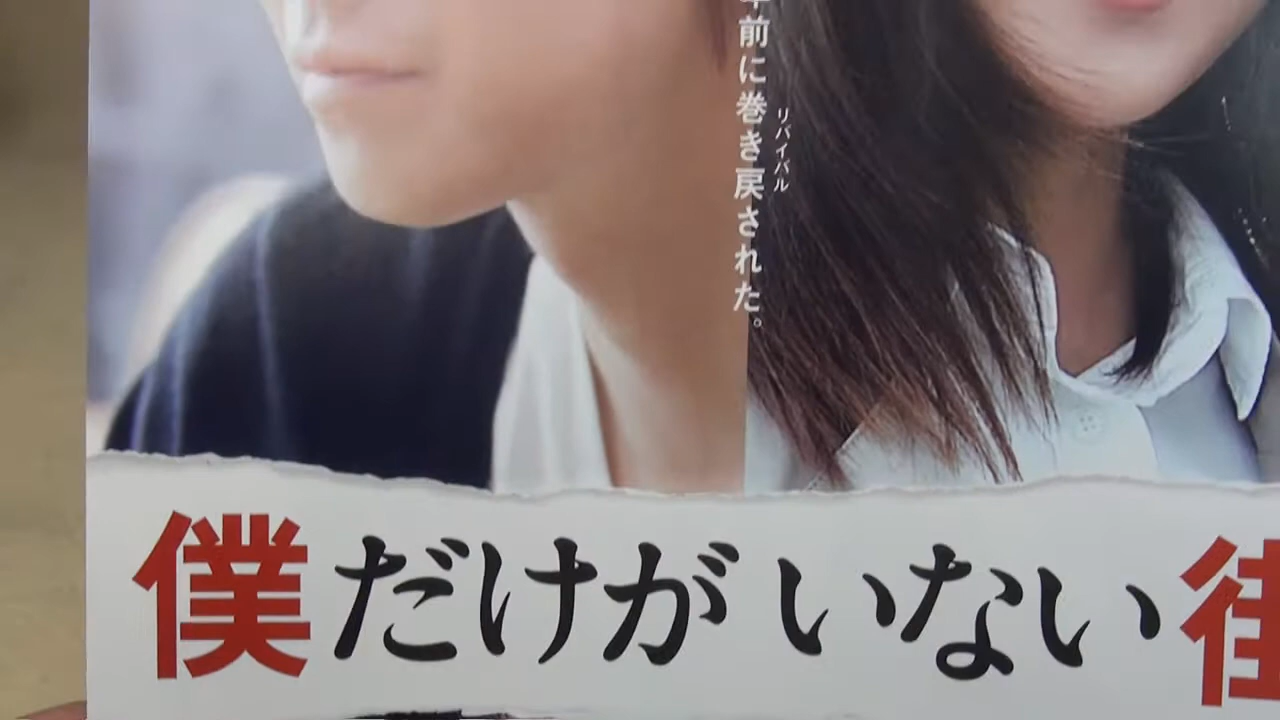 前に巻き戻された。
リバイバル
僕だけがいない街